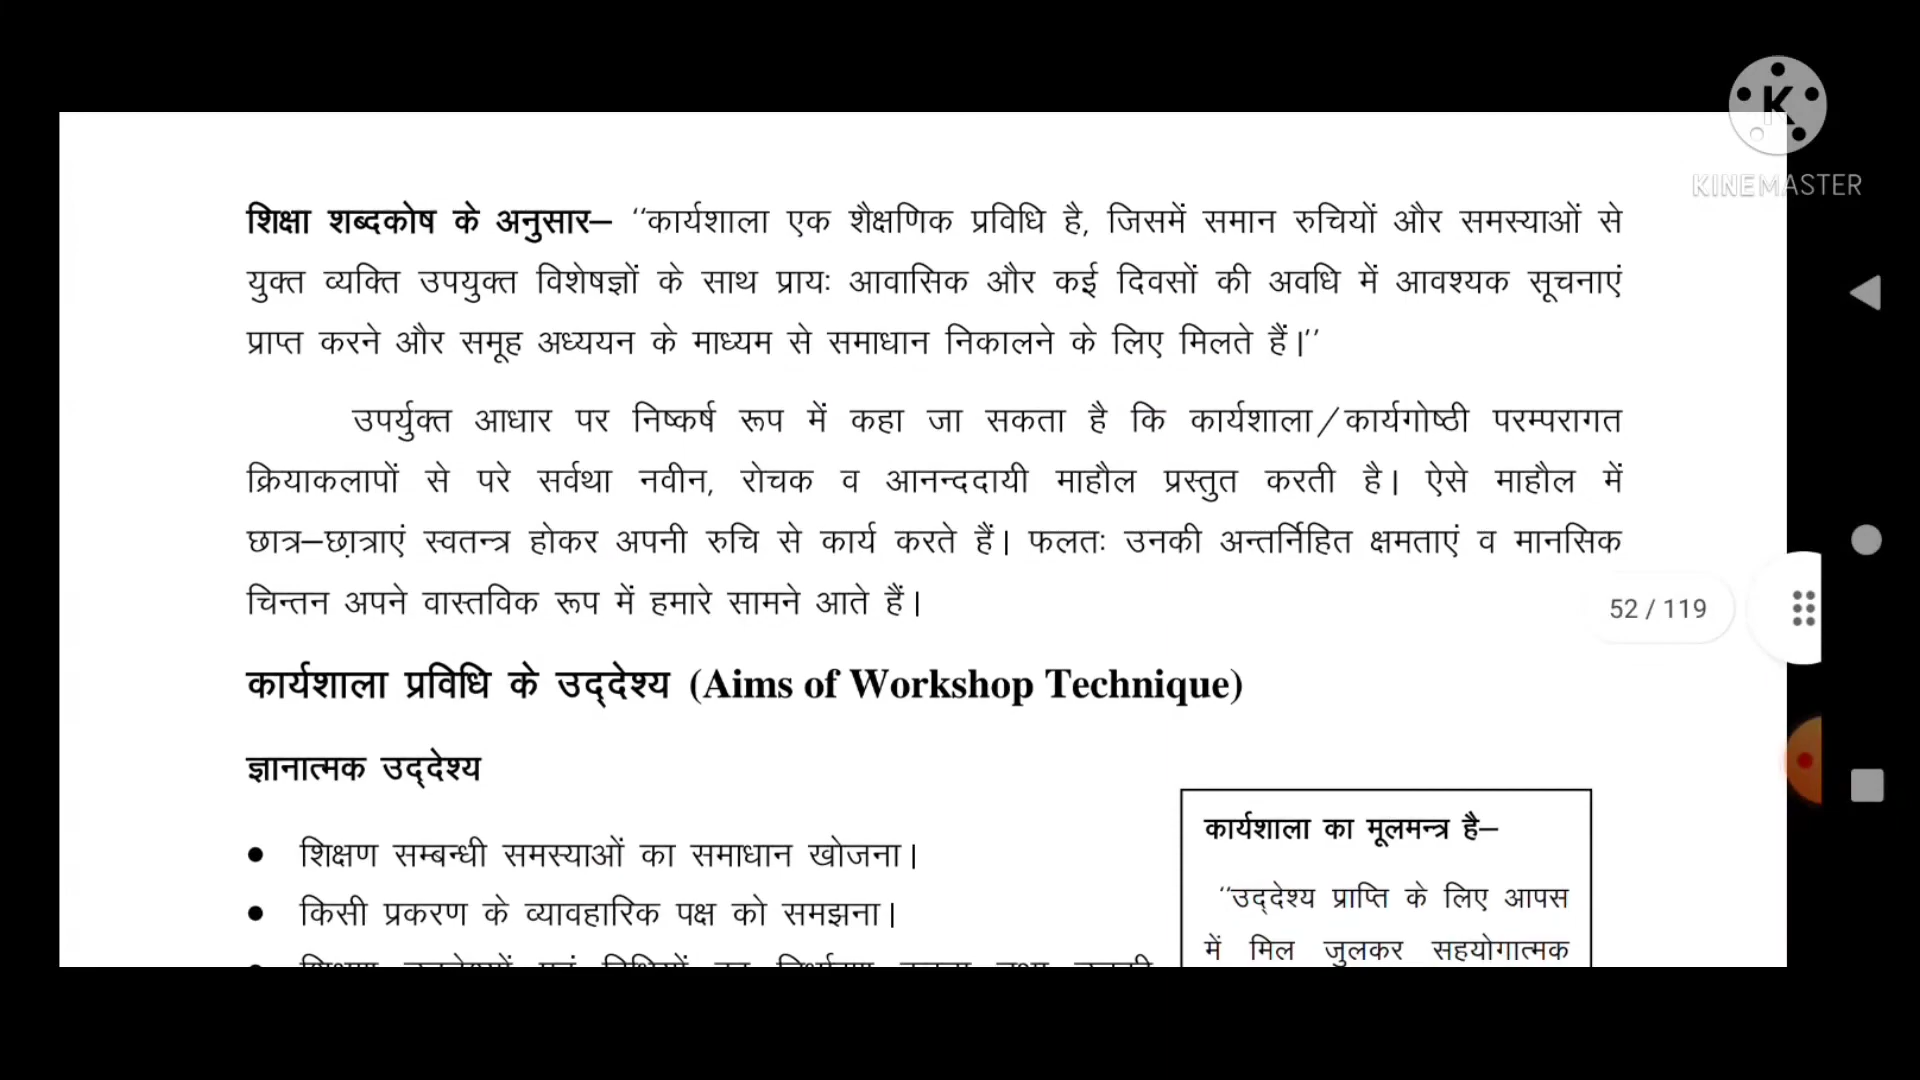 KINEMASTER
शिक्षा शब्दकोष के अनुसार– ‘‘कार्यशाला एक शैक्षणिक प्रविधि है, जिसमें समान रुचियों और समस्याओं से
युक्त व्यक्ति उपयुक्त विशेषज्ञों के साथ प्रायः आवासिक और कई दिवसों की अवधि में आवश्यक सूचनाएं
प्राप्त करने और समूह अध्ययन के माध्यम से समाधान निकालने के लिए मिलते हैं।’’
उपर्युक्त आधार पर निष्कर्ष रूप में कहा जा सकता है कि कार्यशाला/कार्यगोष्ठी परम्परागत
क्रियाकलापों से परे सर्वथा नवीन, रोचक व आनन्ददायी माहौल प्रस्तुत करती है। ऐसे माहौल में
छात्र–छा़त्राएं स्वतन्त्र होकर अपनी रुचि से कार्य करते हैं। फलतः उनकी अन्तर्निहित क्षमताएं व मानसिक
चिन्तन अपने वास्तविक रूप में हमारे सामने आते हैं।
52 / 119
कार्यशाला प्रविधि के उद्देश्य (Aims of Workshop Technique)
ज्ञानात्मक उद्देश्य
● शिक्षण सम्बन्धी समस्याओं का समाधान खोजना।
● किसी प्रकरण के व्यावहारिक पक्ष को समझना।
कार्यशाला का मूलमन्त्र है–
‘‘उद्देश्य प्राप्ति के लिए आपस
में मिल जुलकर सहयोगात्मक